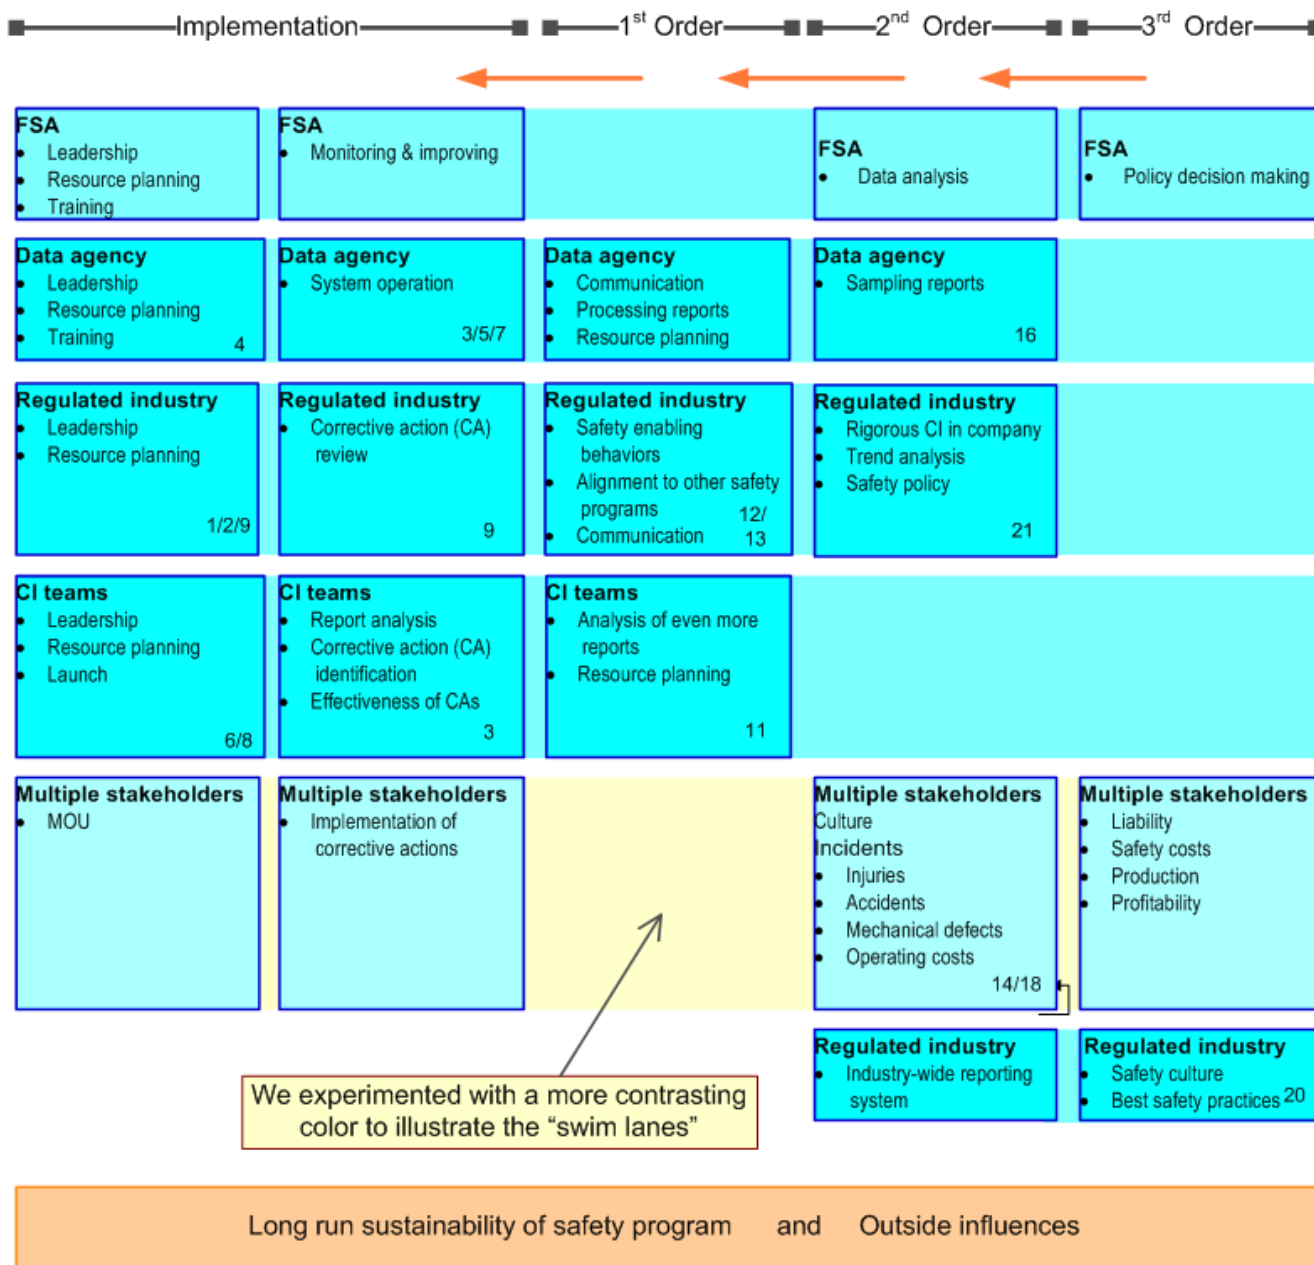 Implementation
1st Order
2nd Order
3rd Order
FSA
• Leadership
• Resource planning
• Training
FSA
• Monitoring & improving
FSA
• Data analysis
FSA
• Policy decision making
Data agency
• Leadership
• Resource planning
• Training
4
Data agency
• System operation
3/5/7
Data agency
• Communication
• Processing reports
• Resource planning
Data agency
• Sampling reports
16
Regulated industry
• Leadership
• Resource planning
1/2/9
Regulated industry
• Corrective action (CA)
review
9
Regulated industry
• Safety enabling
behaviors
• Alignment to other safety
programs
• Communication
12/
13
Regulated industry
• Rigorous CI in company
• Trend analysis
• Safety policy
21
CI teams
• Leadership
• Resource planning
• Launch
6/8
CI teams
• Report analysis
• Corrective action (CA)
identification
• Effectiveness of CAs
3
CI teams
• Analysis of even more
reports
• Resource planning
11
Multiple stakeholders
• MOU
Multiple stakeholders
• Implementation of
corrective actions
Multiple stakeholders
Culture
Incidents
• Injuries
• Accidents
• Mechanical defects
• Operating costs
14/18
Multiple stakeholders
• Liability
• Safety costs
• Production
• Profitability
Regulated industry
• Industry-wide reporting
system
Regulated industry
• Safety culture
• Best safety practices 20
We experimented with a more contrasting
color to illustrate the “swim lanes”
Long run sustainability of safety program and Outside influences